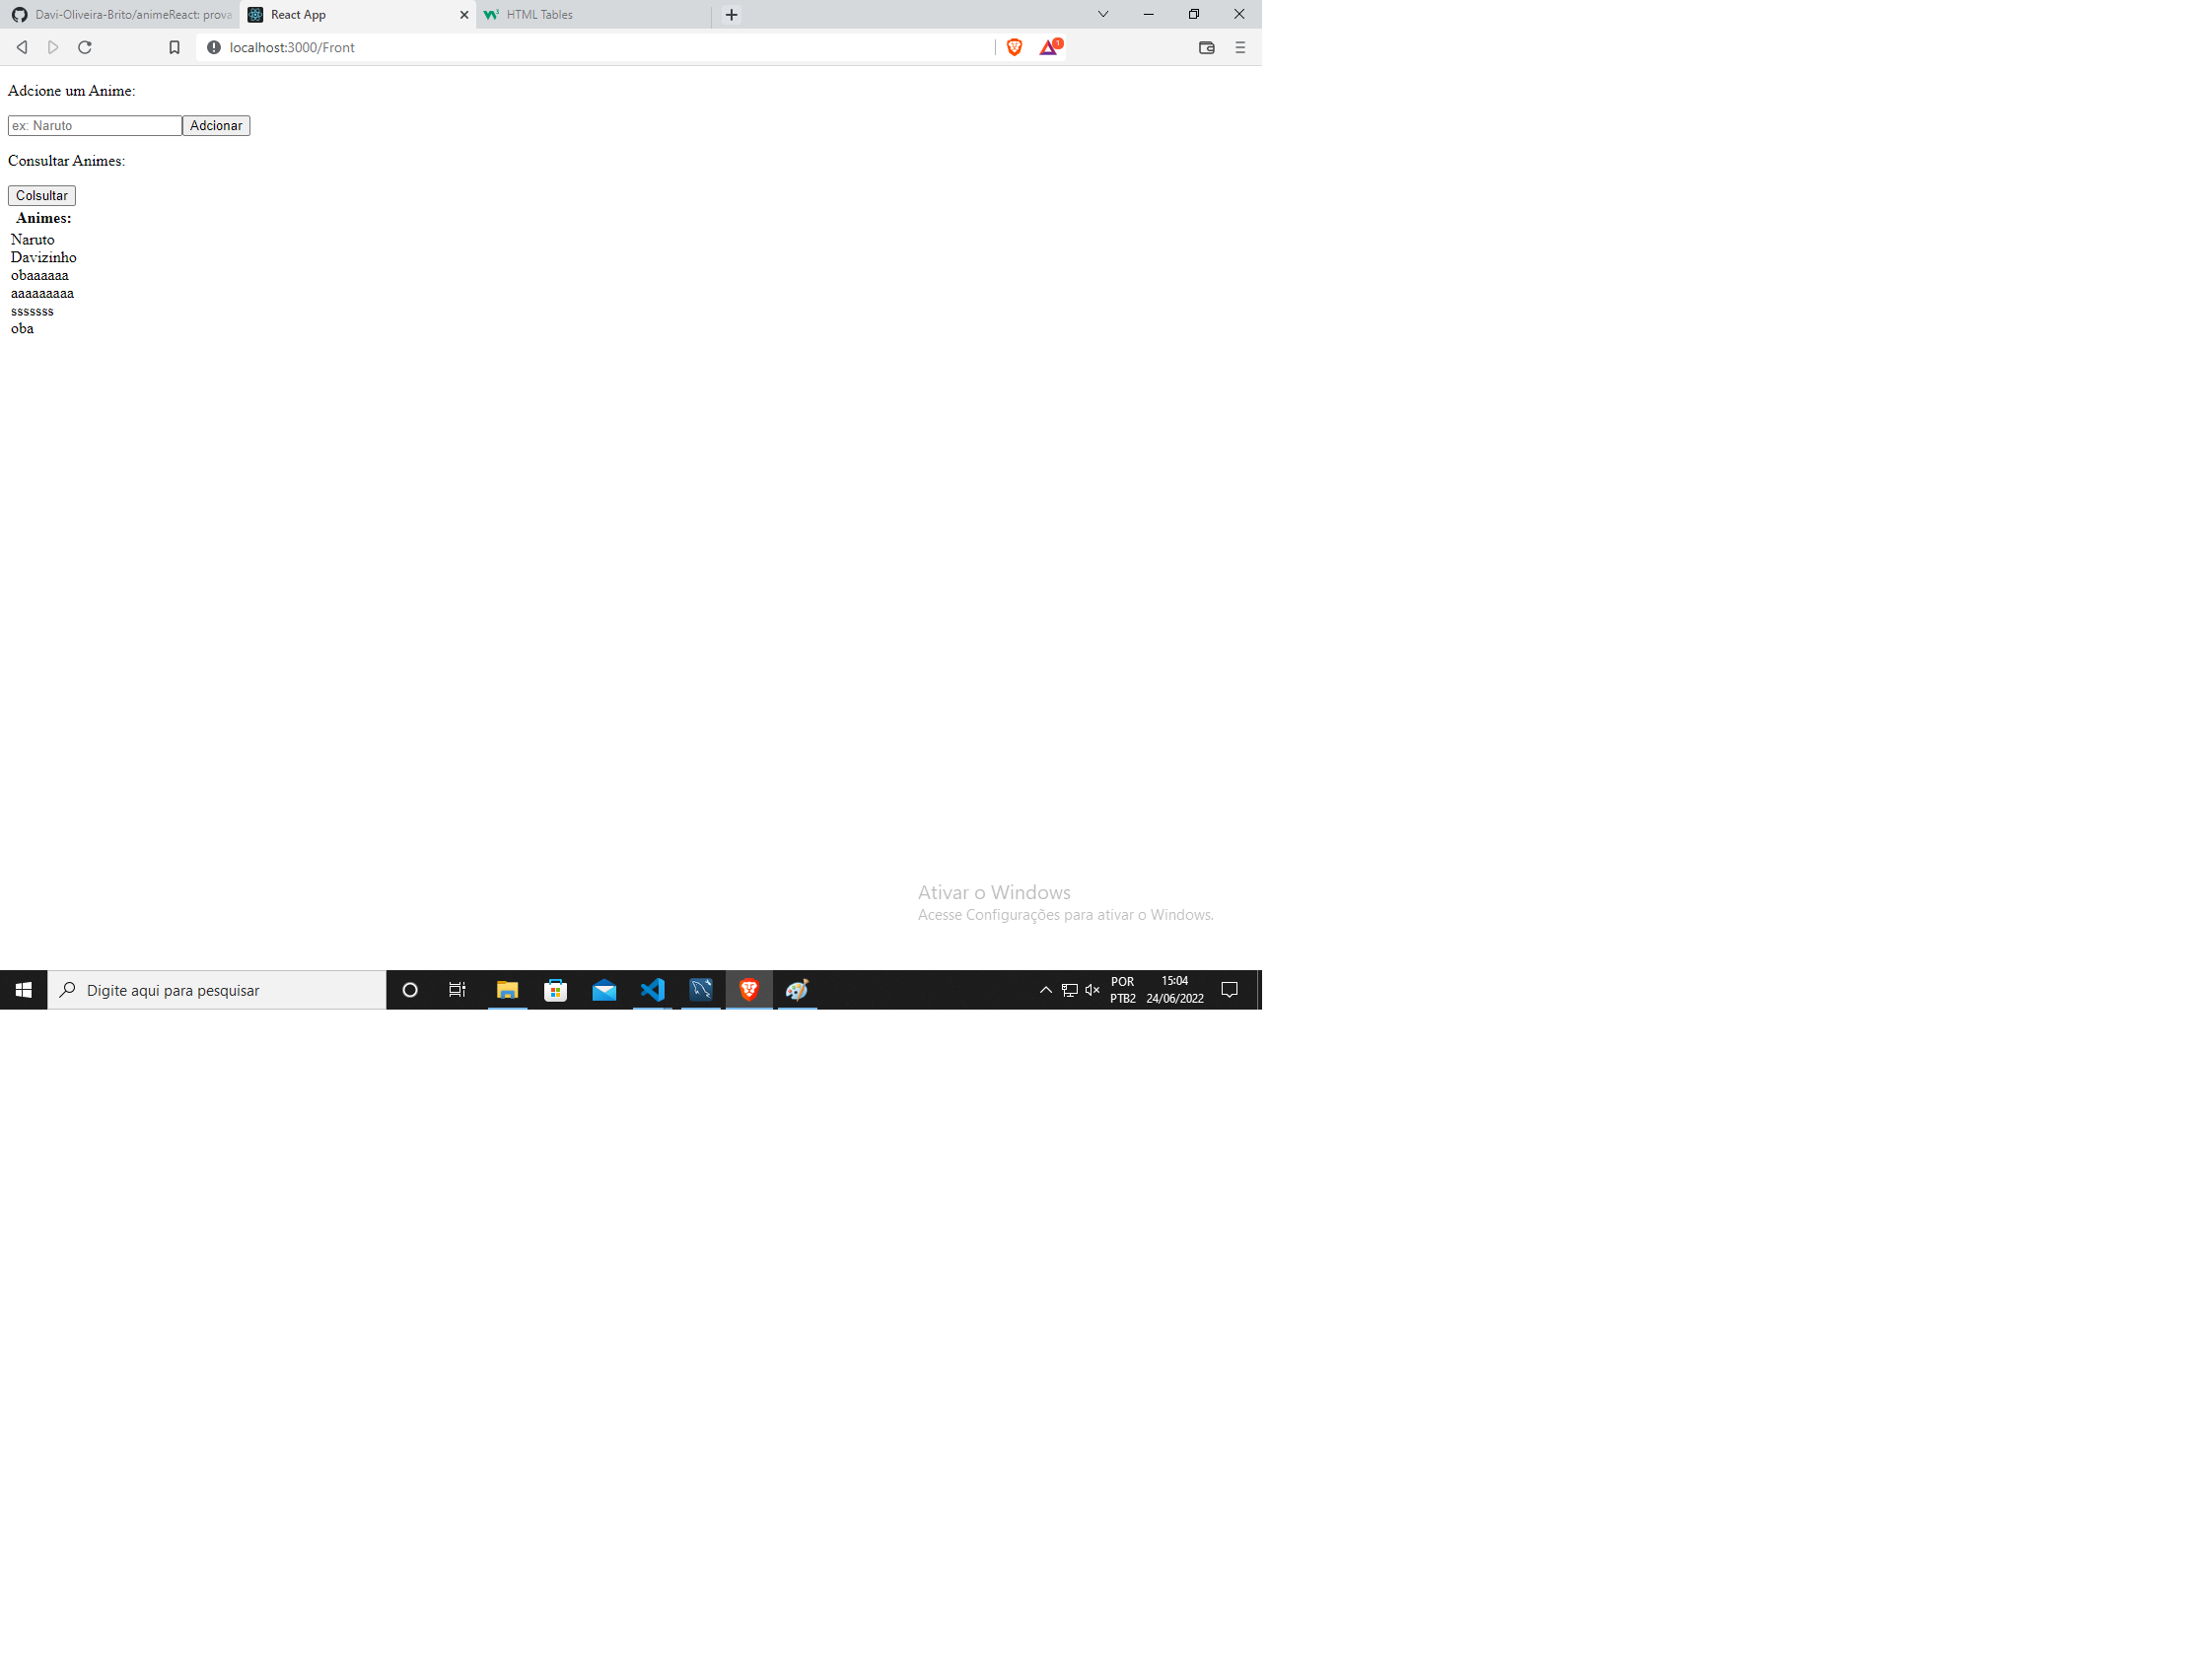 Davi-Oliveira-Brito/animeReact: prova
React App
HTML Tables
localhost:3000/Front
1
Adcione um Anime:
ex: Naruto
Adcionar
Consultar Animes:
Colsultar
Animes:
Naruto
Davizinho
obaaaaaa
aaaaaaaaa
sssssss
oba
Ativar o Windows
Acesse Configurações para ativar o Windows.
Digite aqui para pesquisar
POR
PTB2
15:04
24/06/2022